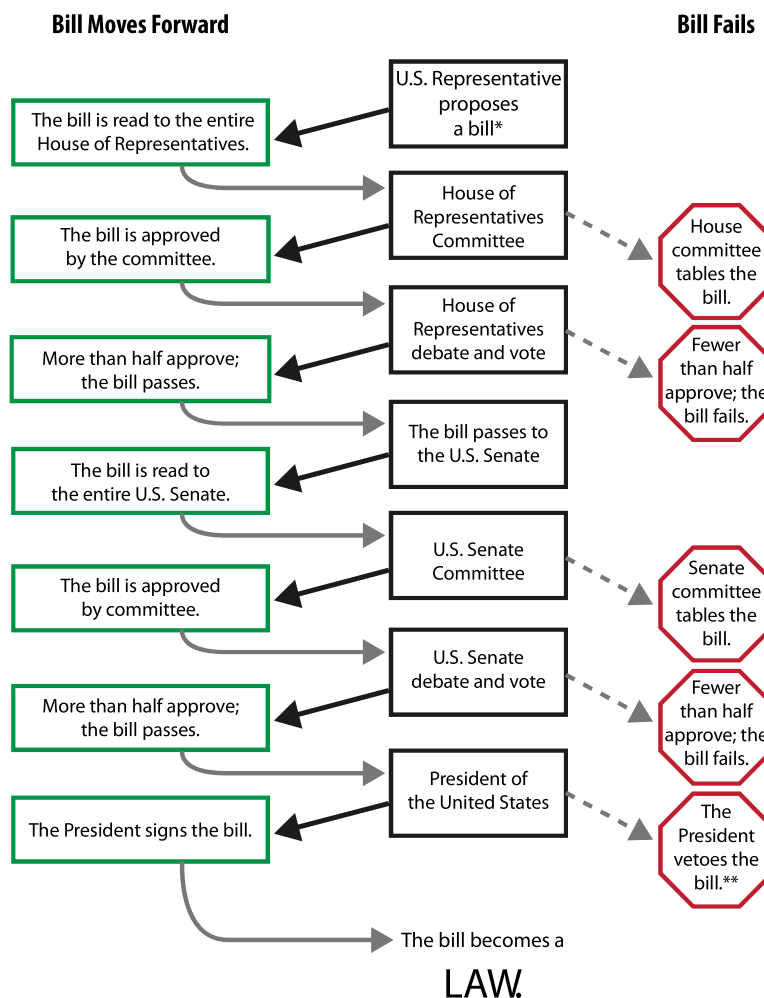 Bill Moves Forward
Bill Fails
U.S. Representative
proposes
a bill*
The bill is read to the entire
House of Representatives.
House of
Representatives
Committee
House
committee
tables the
bill.
The bill is approved
by the committee.
House of
Representatives
debate and vote
Fewer
than half
approve; the
bill fails.
More than half approve;
the bill passes.
The bill passes to
the U.S. Senate
The bill is read to
the entire U.S. Senate.
U.S. Senate
Committee
Senate
committee
tables the
bill.
The bill is approved
by committee.
U.S. Senate
debate and vote
Fewer
than half
approve; the
bill fails.
More than half approve;
the bill passes.
President of
the United States
The
President
vetoes the
bill.**
The President signs the bill.
The bill becomes a
LAW.